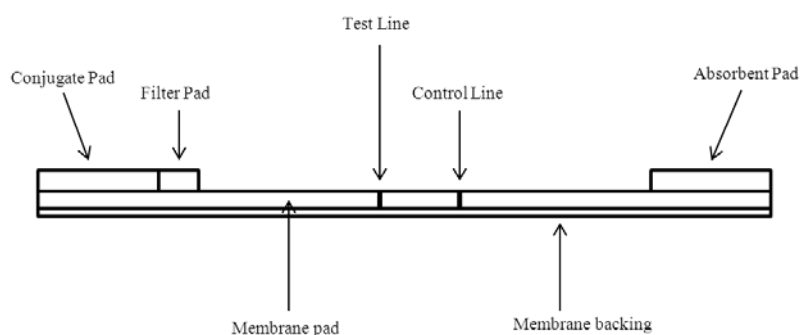 Test Line
Conjugate Pad
Absorbent Pad
Filter Pad
Control Line
Membrane pad
Membrane backing